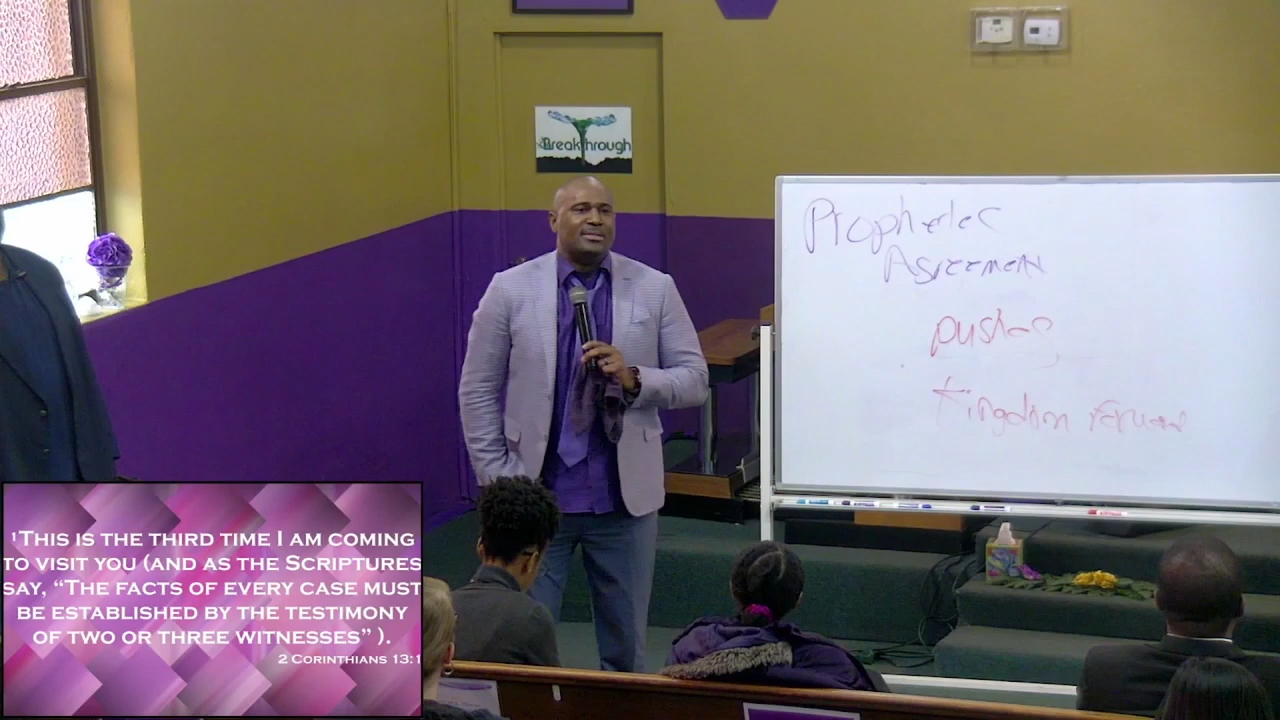 Breakthrough
Prophetec
Agreement
pushes
Kingdom forward
¹This is the third time I am coming
to visit you (and as the Scriptures
say, “The facts of every case must
be established by the testimony
of two or three witnesses” ).
2 Corinthians 13:1